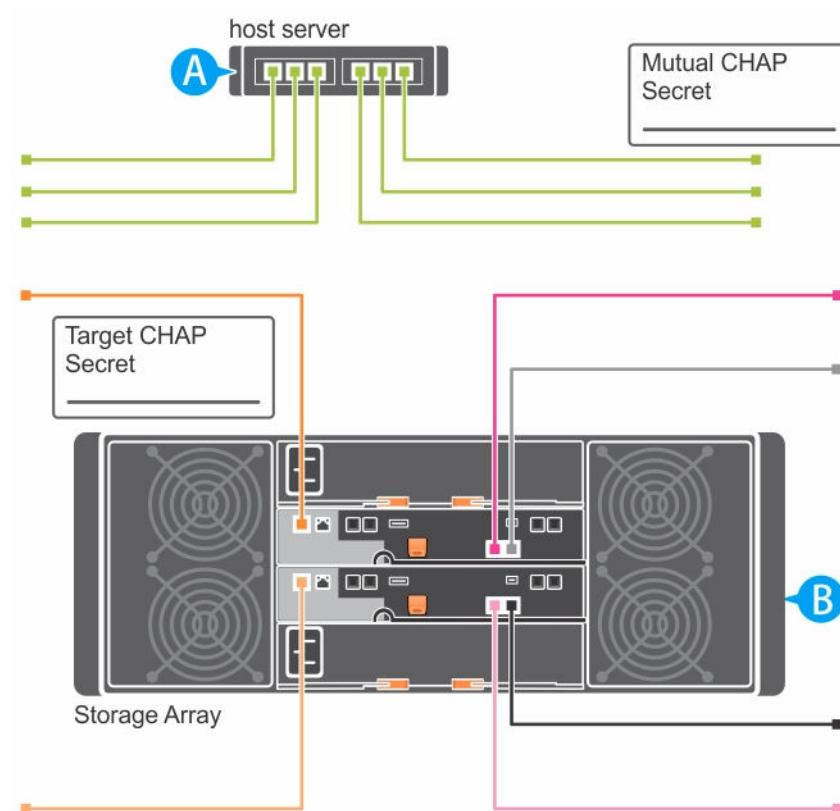 host server
A
Mutual CHAP
Secret
Target CHAP
Secret
B
Storage Array